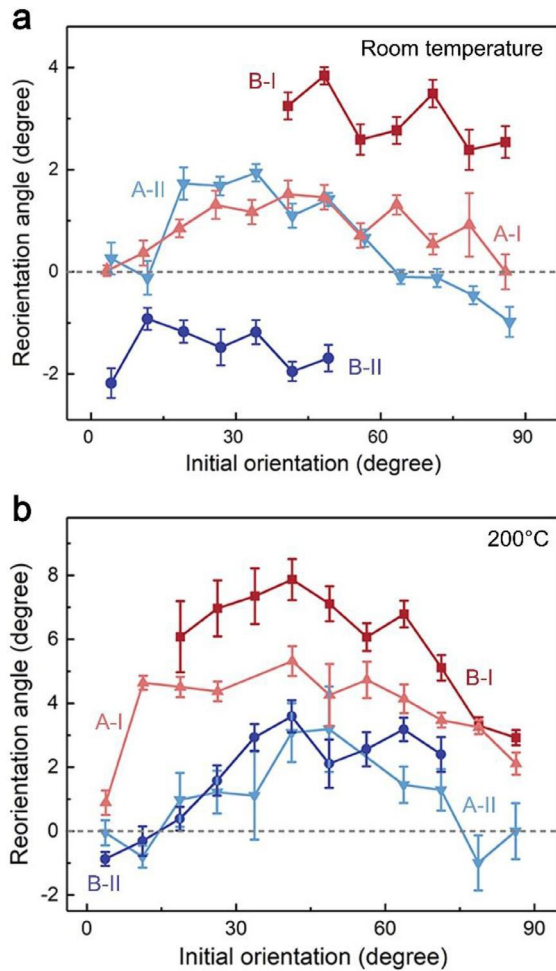 a
Room temperature
B-I
A-II
A-I
B-II
4
2
0
-2
Reorientation angle (degree)
0 30 60 90
Initial orientation (degree)
b
200°C
B-I
A-I
A-II
B-II
8
6
4
2
0
-2
Reorientation angle (degree)
0 30 60 90
Initial orientation (degree)